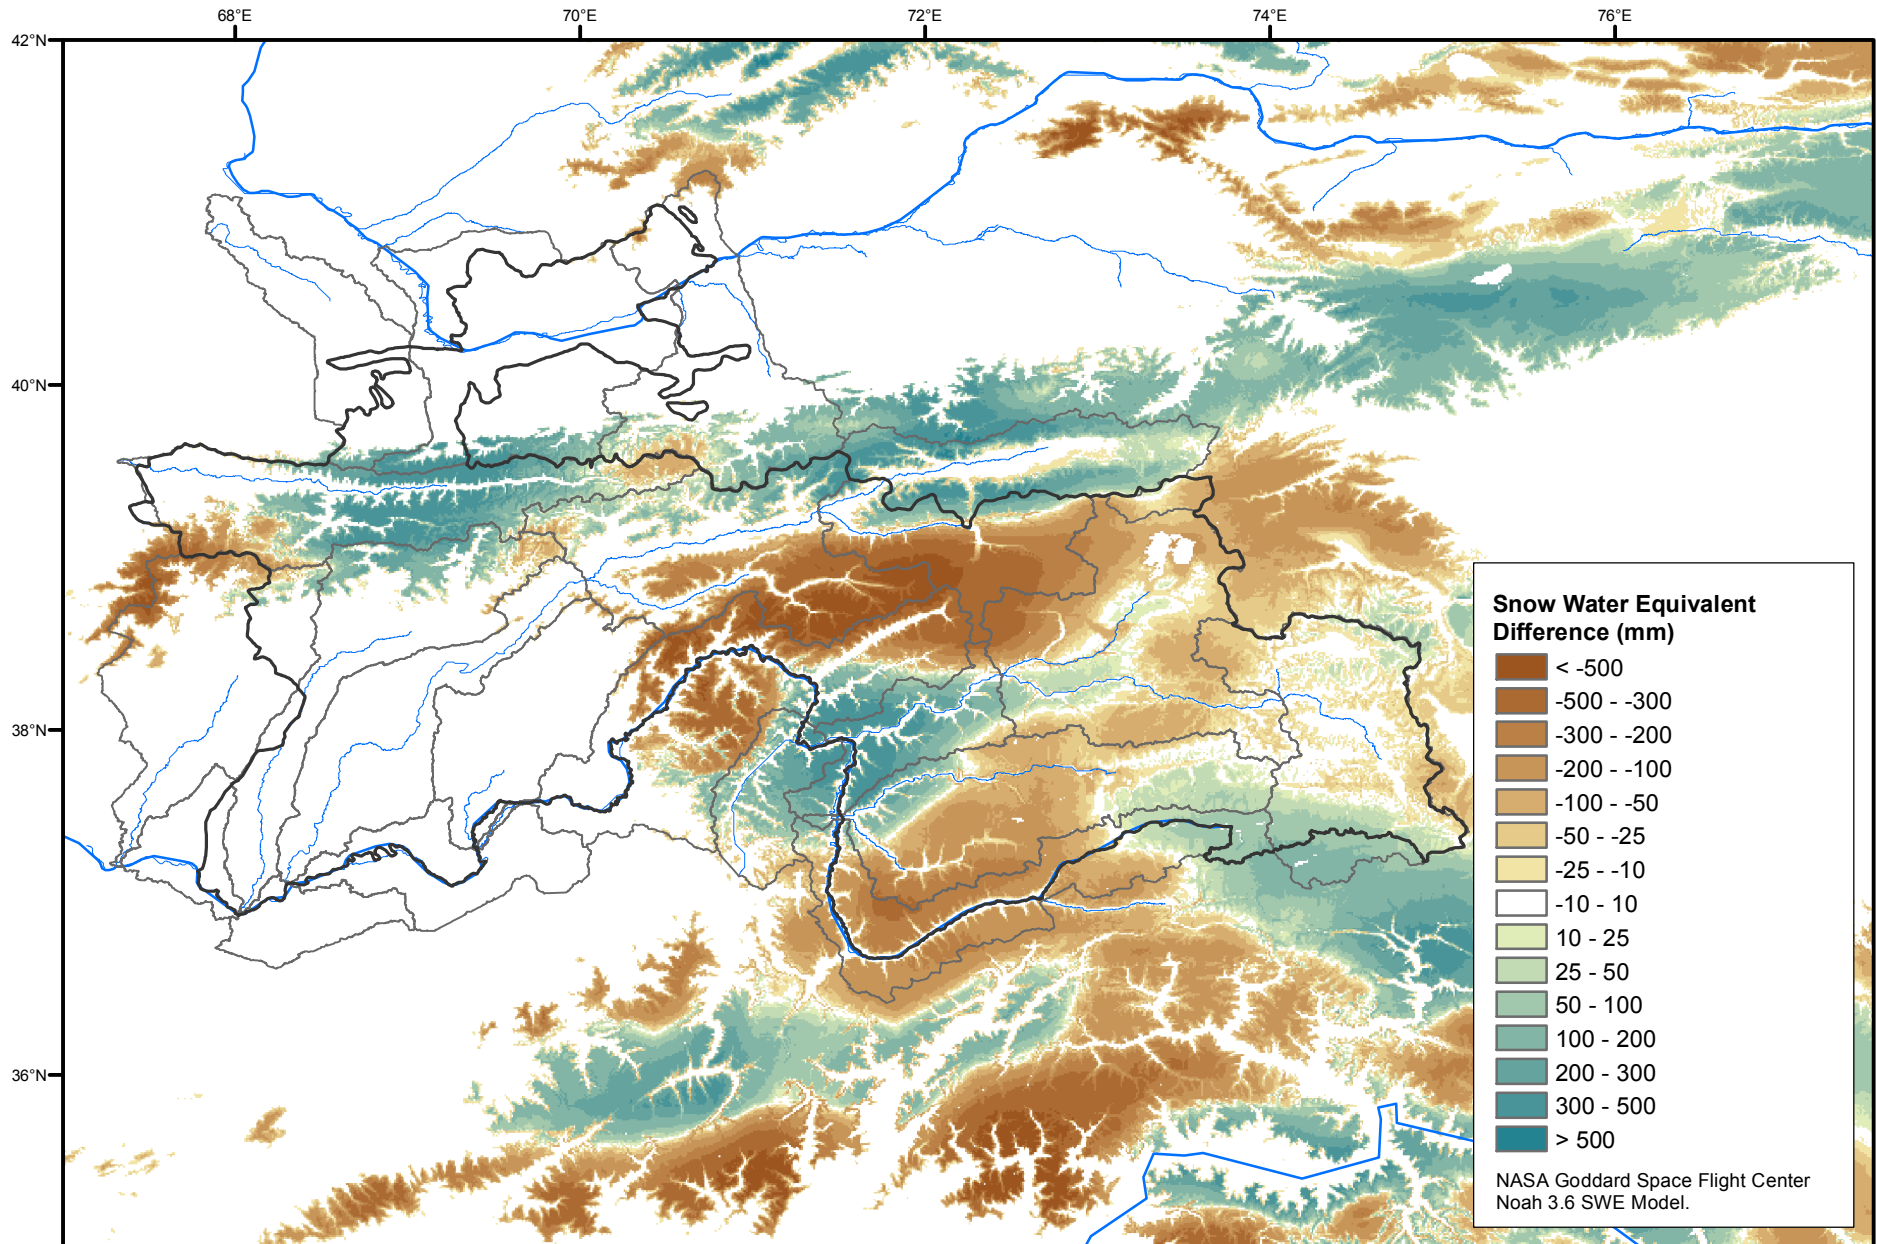 68°E 70°E 72°E 74°E 76°E
42°N
40°N
38°N
36°N
Snow Water Equivalent
Difference (mm)
< -500
-500 - -300
-300 - -200
-200 - -100
-100 - -50
-50 - -25
-25 - -10
-10 - 10
10 - 25
25 - 50
50 - 100
100 - 200
200 - 300
300 - 500
> 500
NASA Goddard Space Flight Center
Noah 3.6 SWE Model.